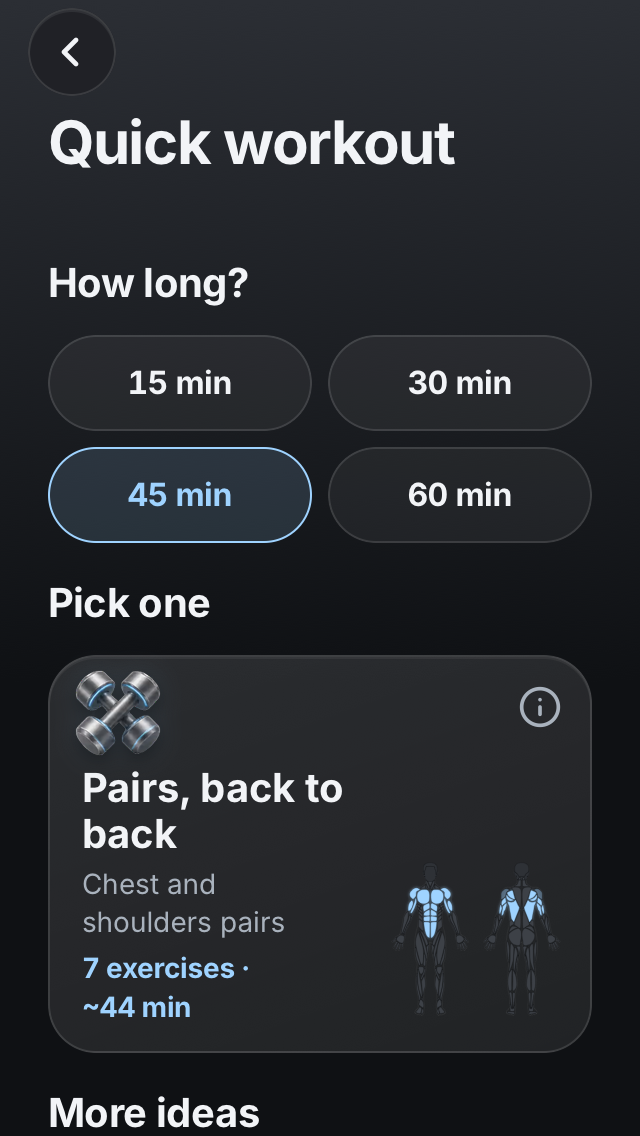 Quick workout
How long?
15 min
30 min
45 min
60 min
Pick one
Pairs, back to
back
Chest and
shoulders pairs
7 exercises ·
~44 min
More ideas